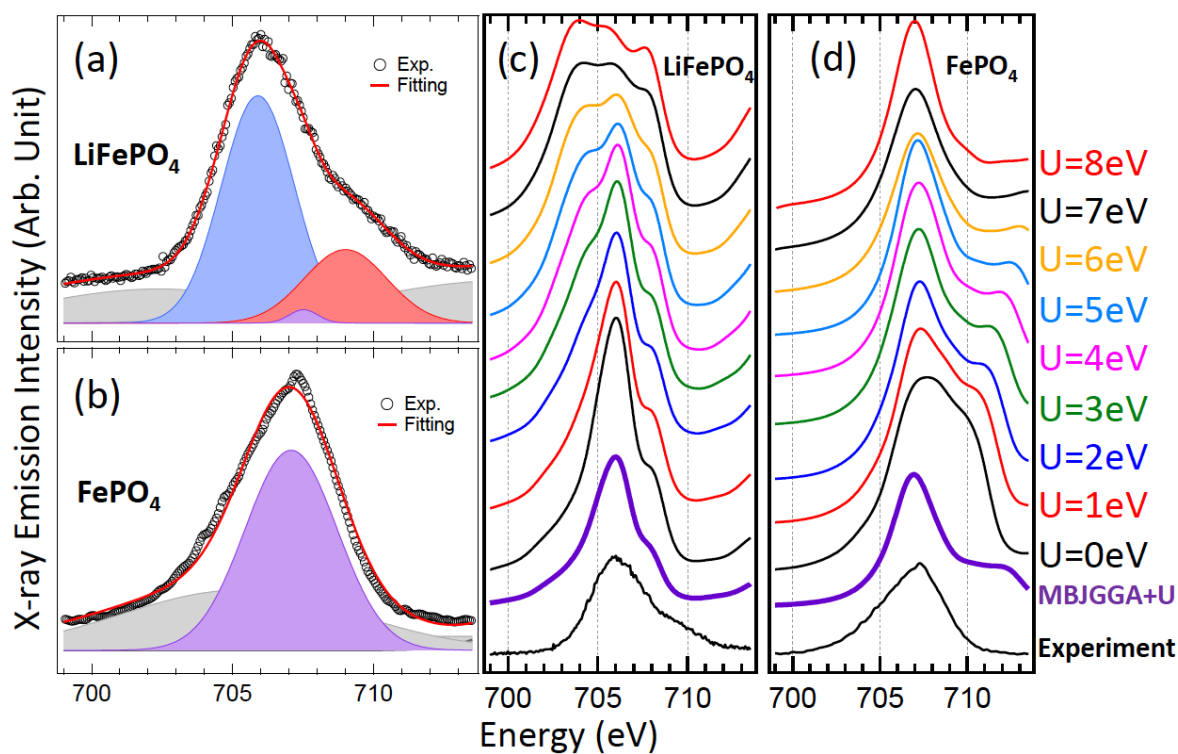 X-ray Emission Intensity (Arb. Unit)
(a)
Exp.
Fitting
LiFePO4
(b)
Exp.
Fitting
FePO4
700 705 710
(c)
LiFePO4
700 705 710
(d)
FePO4
700 705 710
U=8eV
U=7eV
U=6eV
U=5eV
U=4eV
U=3eV
U=2eV
U=1eV
U=0eV
MBJGGA+U
Experiment
Energy (eV)